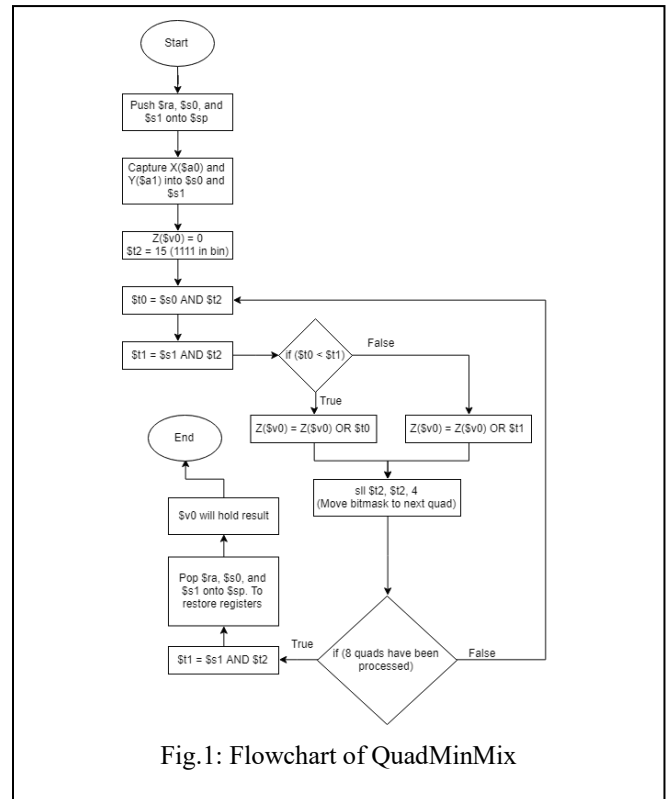 Start
Push $ra, $s0, and
$s1 onto $sp
Capture X($a0) and
Y($a1) into $s0 and
$s1
Z($v0) = 0
$t2 = 15 (1111 in bin)
$t0 = $s0 AND $t2
$t1 = $s1 AND $t2
if ($t0 < $t1)
False
True
Z($v0) = Z($v0) OR $t0
Z($v0) = Z($v0) OR $t1
sll $t2, $t2, 4
(Move bitmask to next quad)
if (8 quads have been
processed)
False
True
$t1 = $s1 AND $t2
Pop $ra, $s0, and
$s1 onto $sp. To
restore registers
$v0 will hold result
End
Fig.1: Flowchart of QuadMinMix